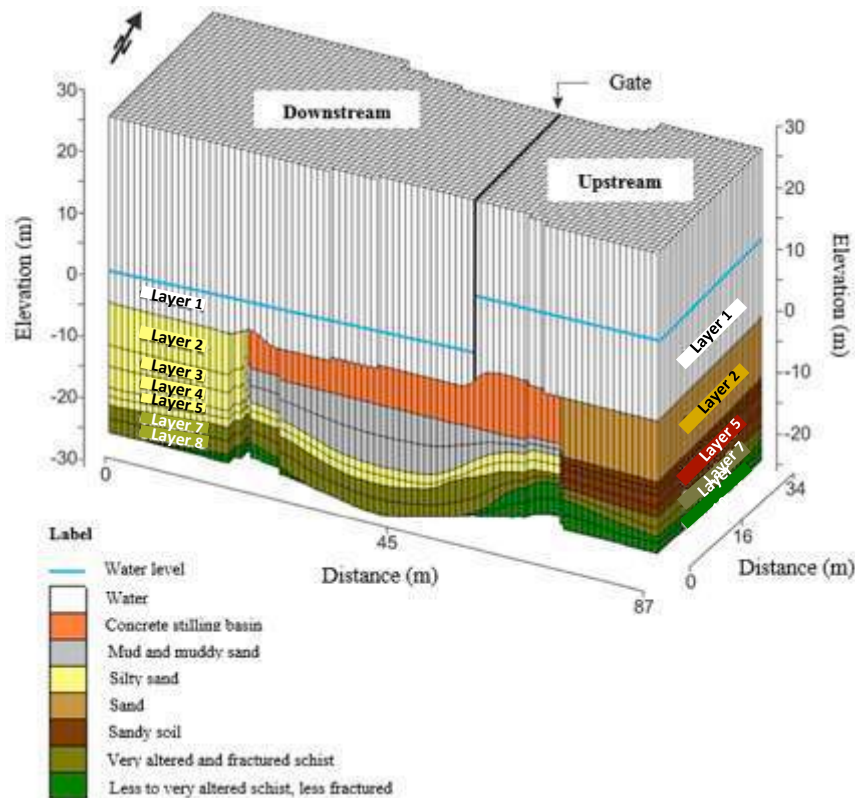 N
Gate
Downstream
Upstream
30
20
10
0
-10
-20
-30
Elevation (m)
30
20
10
0
-10
-20
Elevation (m)
Layer 1
Layer 2
Layer 3
Layer 4
Layer 5
Layer 7
Layer 8
Layer 1
Layer 2
Layer 5
Layer 7
Layer
0
45
87
Distance (m)
0
16
34
Distance (m)
Label
Water level
Water
Concrete stilling basin
Mud and muddy sand
Silty sand
Sand
Sandy soil
Very altered and fractured schist
Less to very altered schist, less fractured